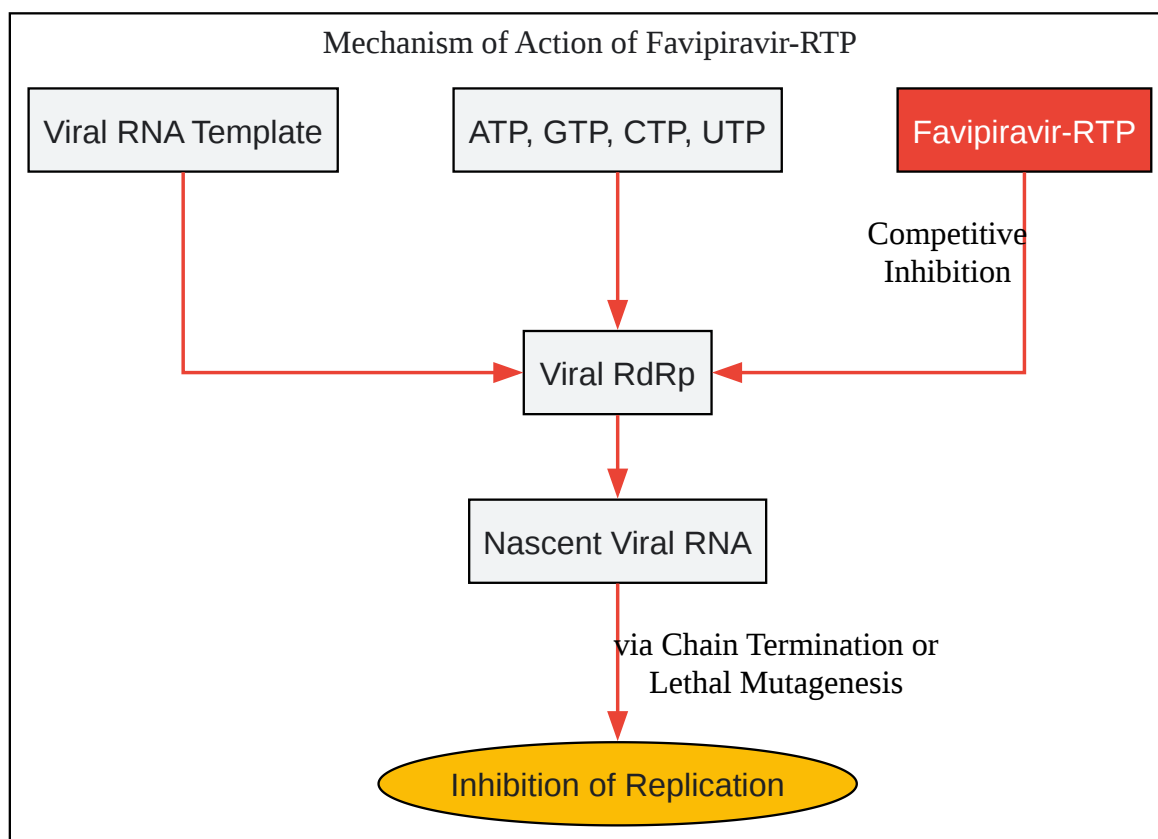 Mechanism of Action of Favipiravir-RTP
Viral RNA Template
ATP, GTP, CTP, UTP
Favipiravir-RTP
Competitive
Inhibition
Viral RdRp
Nascent Viral RNA
via Chain Termination or
Lethal Mutagenesis
Inhibition of Replication